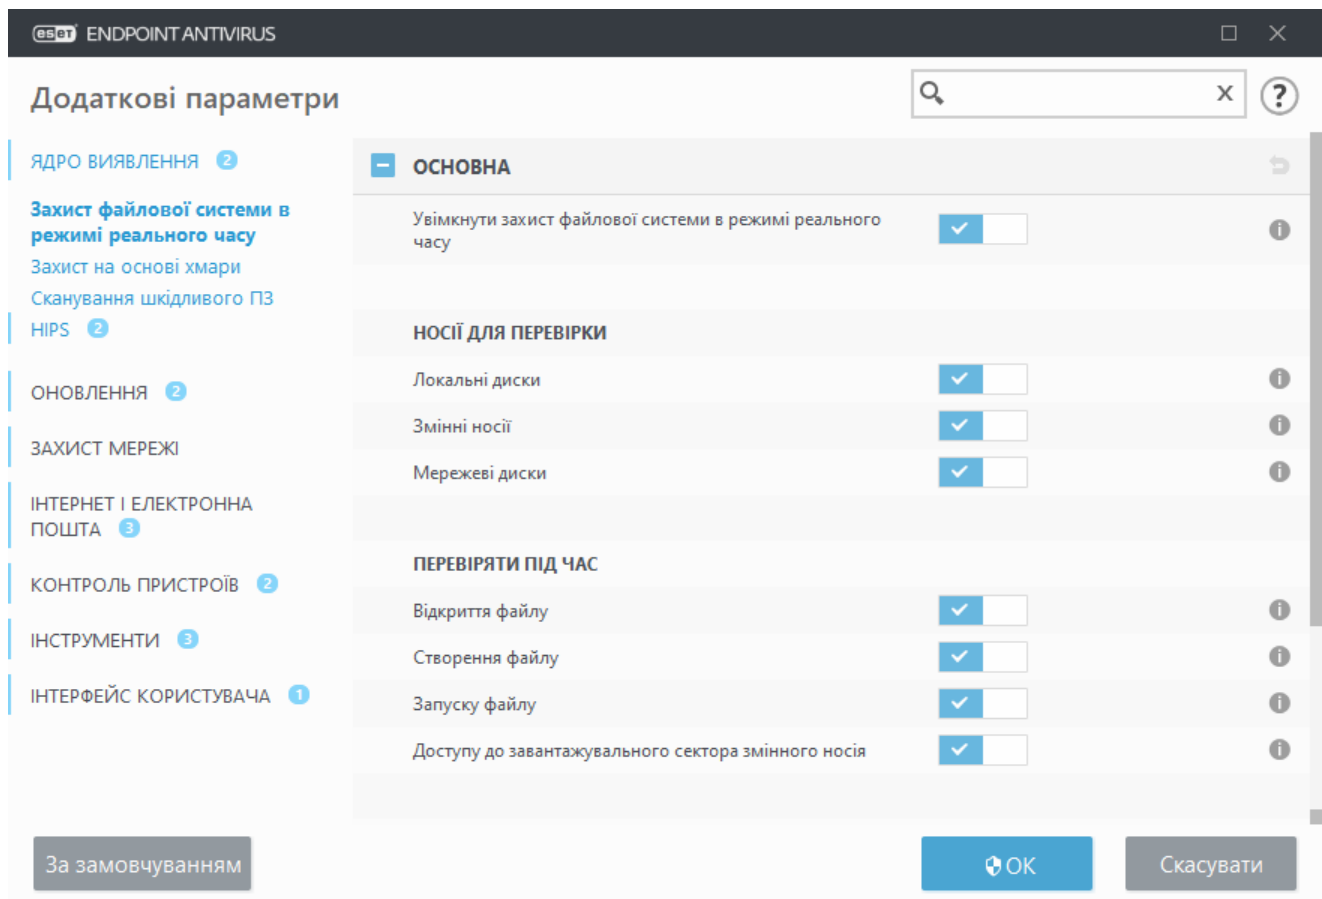 eset ENDPOINT ANTIVIRUS
Додаткові параметри
ЯДРО ВИЯВЛЕННЯ 2
Захист файлової системи в
режимі реального часу
Захист на основі хмари
Сканування шкідливого ПЗ
HIPS 2
ОНОВЛЕННЯ 2
ЗАХИСТ МЕРЕЖІ
ІНТЕРНЕТ І ЕЛЕКТРОННА
ПОШТА 3
КОНТРОЛЬ ПРИСТРОЇВ 2
ІНСТРУМЕНТИ 3
ІНТЕРФЕЙС КОРИСТУВАЧА 1
ОСНОВНА
Увімкнути захист файлової системи в режимі реального
часу
НОСІЇ ДЛЯ ПЕРЕВІРКИ
Локальні диски
Змінні носії
Мережеві диски
ПЕРЕВІРЯТИ ПІД ЧАС
Відкриття файлу
Створення файлу
Запуску файлу
Доступу до завантажувального сектора змінного носія
За замовчуванням
OK
Скасувати